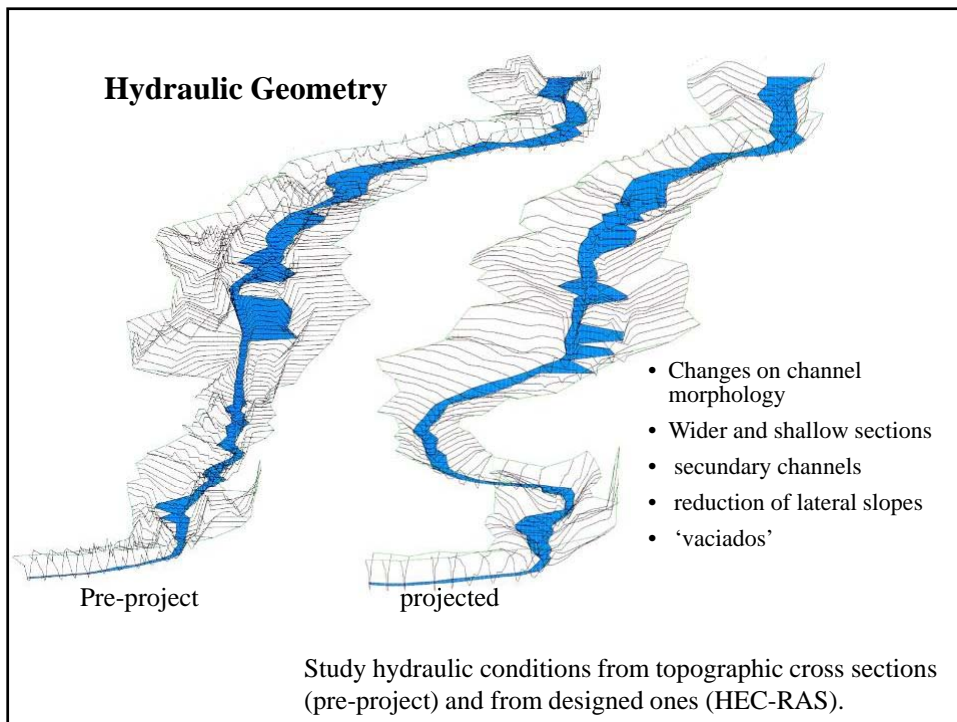 Hydraulic Geometry
• Changes on channel
morphology
• Wider and shallow sections
• secundary channels
• reduction of lateral slopes
• ‘vaciados’
Pre-project
projected
Study hydraulic conditions from topographic cross sections
(pre-project) and from designed ones (HEC-RAS).